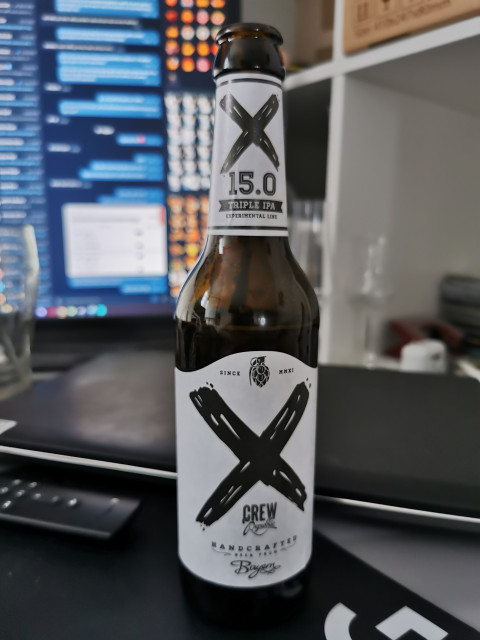 X
15.0
TRIPLE IPA
EXPERIMENTAL LINE
SINCE MMXI
X
CREW
Republic
HANDCRAFTED
BEER FROM
Bayern